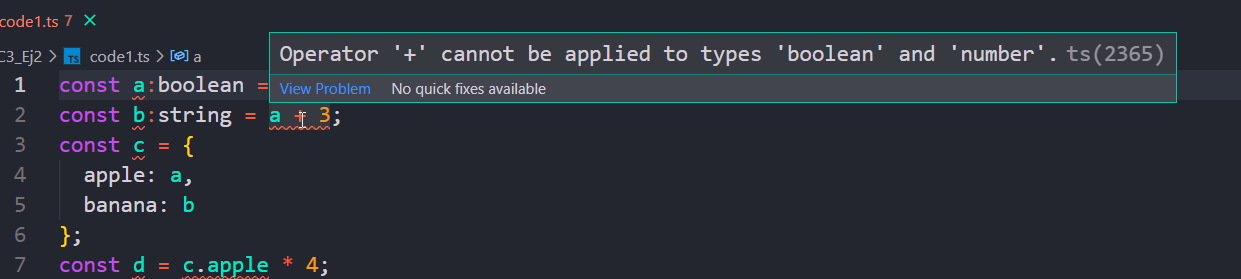 code1.ts 7 ×
C3_Ej2 > TS code1.ts > a
Operator '+' cannot be applied to types 'boolean' and 'number'. ts(2365)
View Problem No quick fixes available
1 const a:boolean =
2 const b:string = a + 3;
3 const c = {
4 apple: a,
5 banana: b
6 };
7 const d = c.apple * 4;